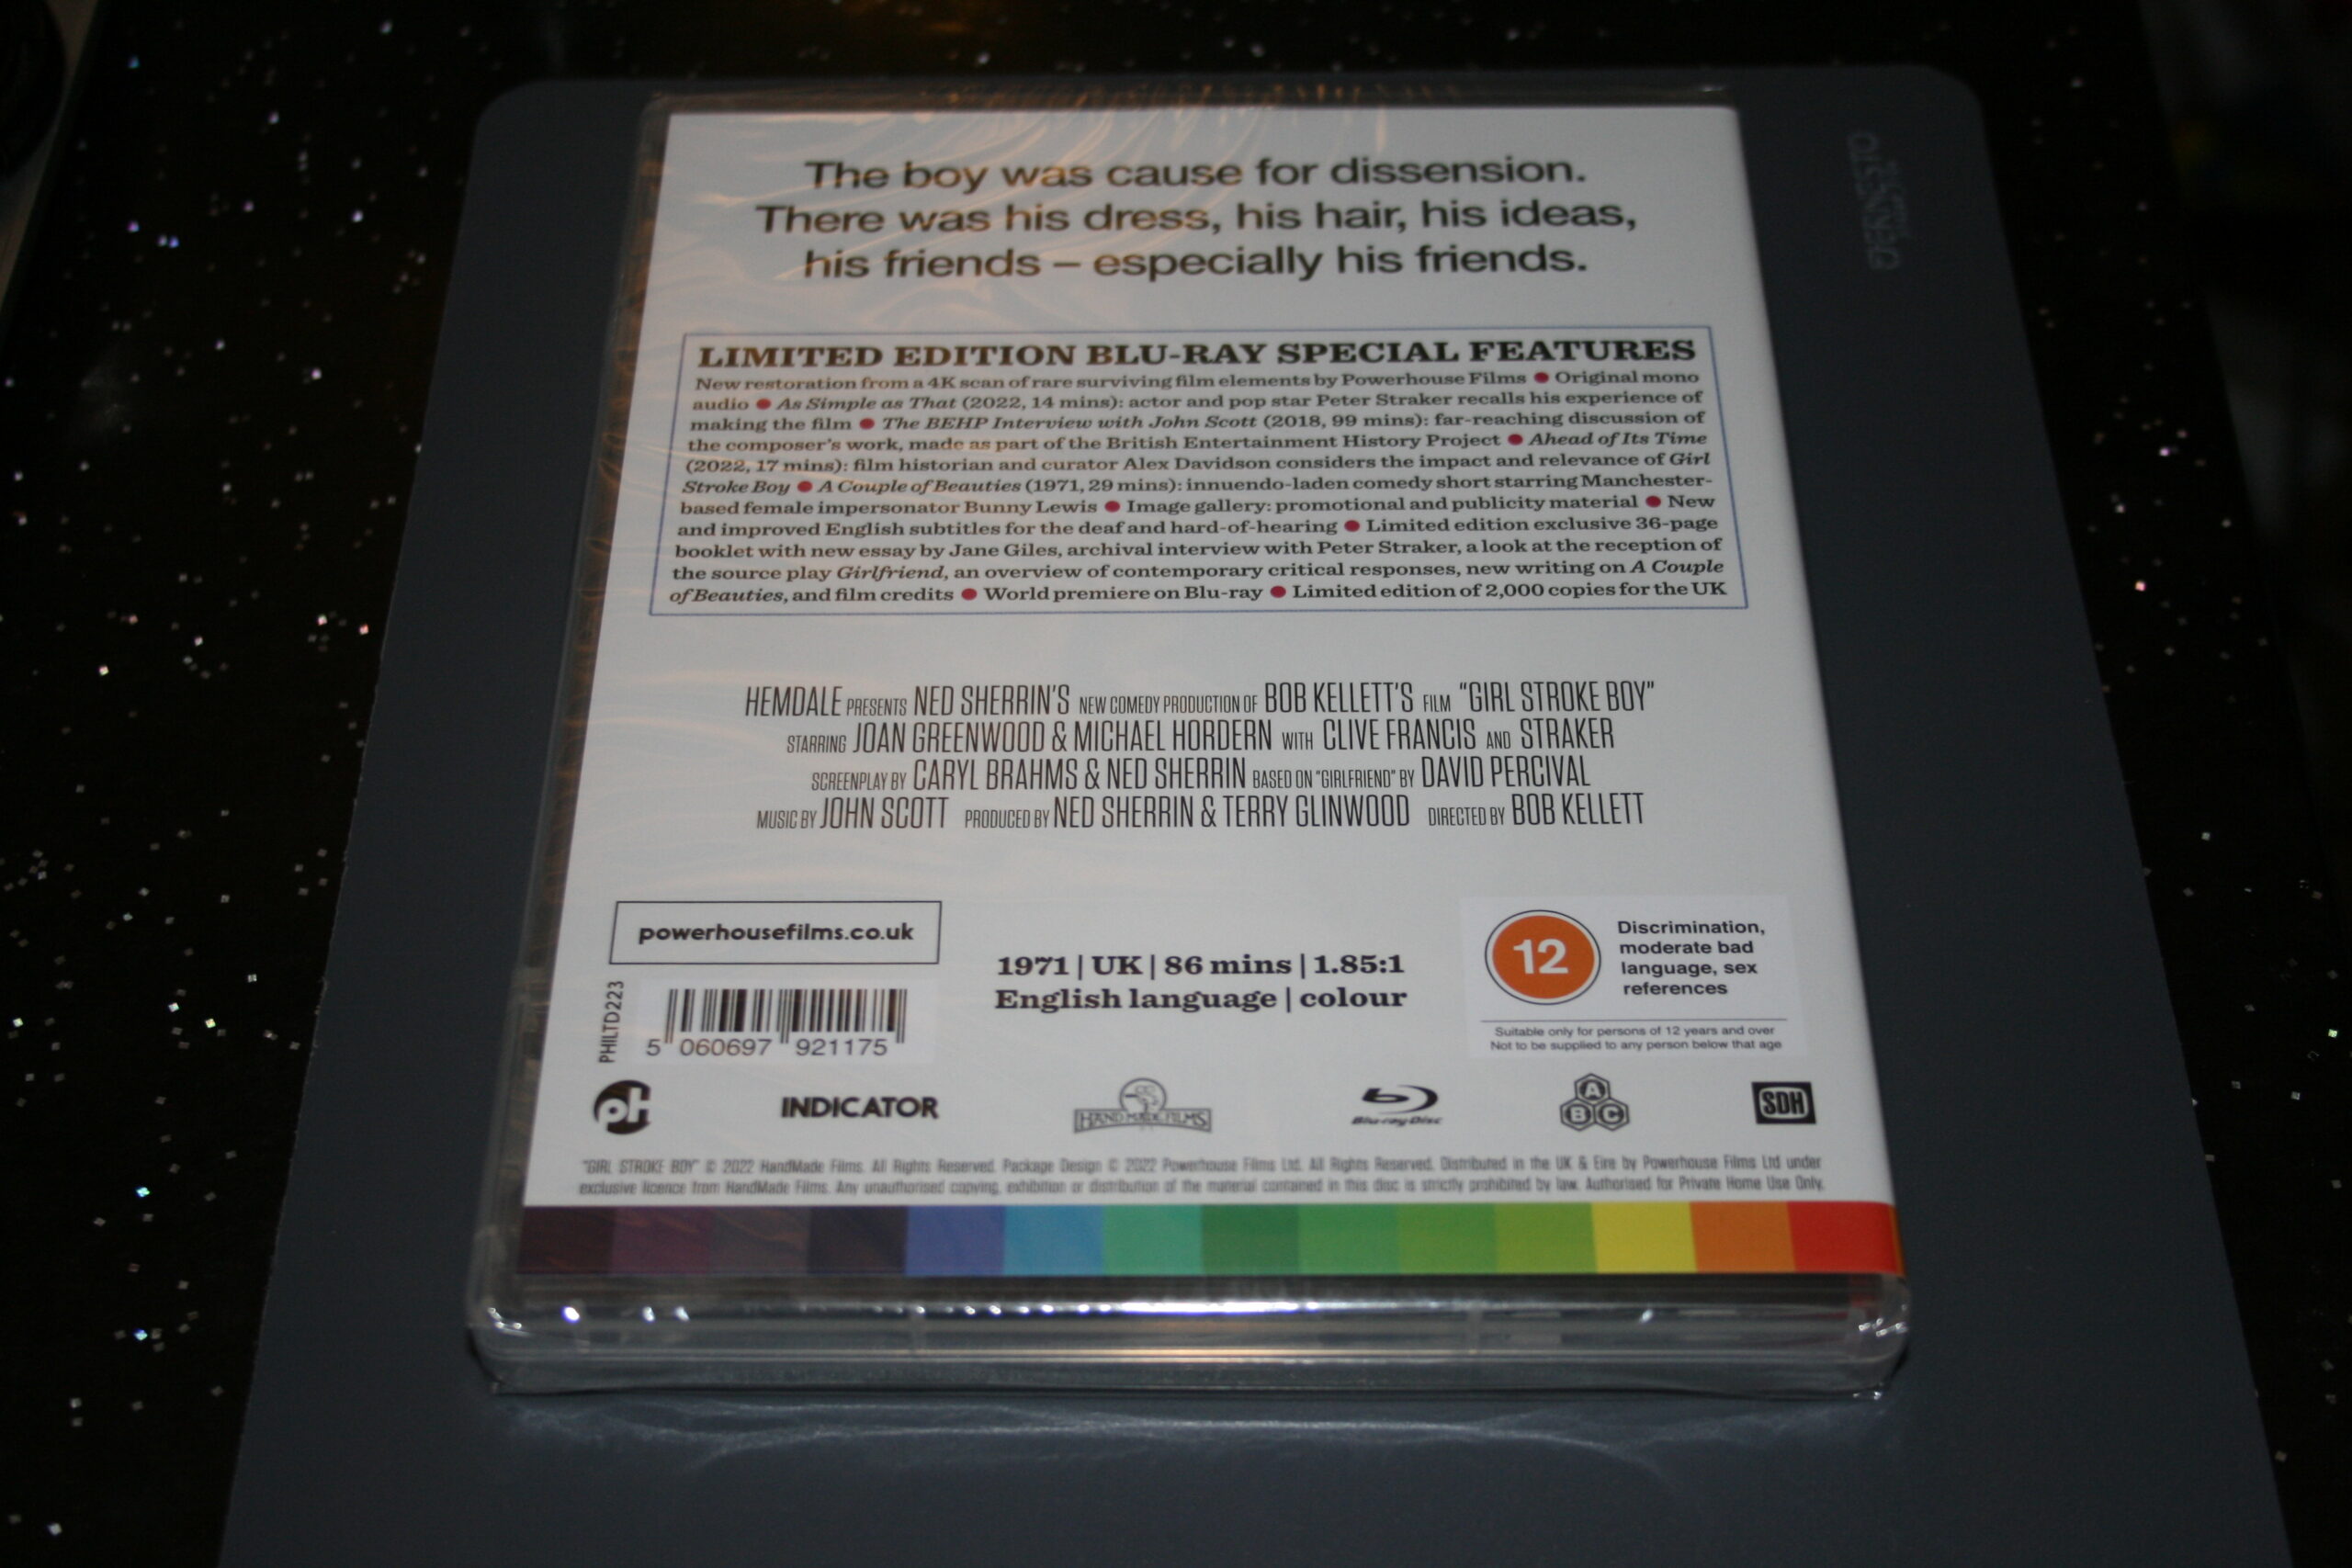 The boy was cause for dissension.
There was his dress, his hair, his ideas,
his friends – especially his friends.
LIMITED EDITION BLU-RAY SPECIAL FEATURES
New restoration from a 4K scan of rare surviving film elements by Powerhouse Films ● Original mono
audio ● As Simple as That (2022, 14 mins): actor and pop star Peter Straker recalls his experience of
making the film ● The BEHP Interview with John Scott (2018, 99 mins): far-reaching discussion of
the composer's work, made as part of the British Entertainment History Project ● Ahead of Its Time
(2022, 17 mins): film historian and curator Alex Davidson considers the impact and relevance of Girl
Stroke Boy ● A Couple of Beauties (1971, 29 mins): innuendo-laden comedy short starring Manchester-
based female impersonator Bunny Lewis ● Image gallery: promotional and publicity material ● New
and improved English subtitles for the deaf and hard-of-hearing ● Limited edition exclusive 36-page
booklet with new essay by Jane Giles, archival interview with Peter Straker, a look at the reception of
the source play Girlfriend, an overview of contemporary critical responses, new writing on A Couple
of Beauties, and film credits ● World premiere on Blu-ray ● Limited edition of 2,000 copies for the UK
HEMDALE PRESENTS NED SHERRIN'S NEW COMEDY PRODUCTION OF BOB KELLETT'S FILM "GIRL STROKE BOY"
STARRING JOAN GREENWOOD & MICHAEL HORDERN WITH CLIVE FRANCIS AND STRAKER
SCREENPLAY BY CARYL BRAHMS & NED SHERRIN BASED ON "GIRLFRIEND" BY DAVID PERCIVAL
MUSIC BY JOHN SCOTT PRODUCED BY NED SHERRIN & TERRY GLINWOOD DIRECTED BY BOB KELLETT
powerhousefilms.co.uk
PHILTD223
5 060697 921175
1971 | UK | 86 mins | 1.85:1
English language | colour
12
Discrimination,
moderate bad
language, sex
references
Suitable only for persons of 12 years and over
Not to be supplied to any person below that age
pH
INDICATOR
HANDMADE FILMS
Blu-ray Disc
A
B C
SDH
"GIRL STROKE BOY" © 2022 HandMade Films. All Rights Reserved. Package Design © 2022 Powerhouse Films Ltd. All Rights Reserved. Distributed in the UK & Eire by Powerhouse Films Ltd under
exclusive licence from HandMade Films. Any unauthorised copying, exhibition or distribution of the material contained in this disc is strictly prohibited by law. Authorised for Private Home Use Only.